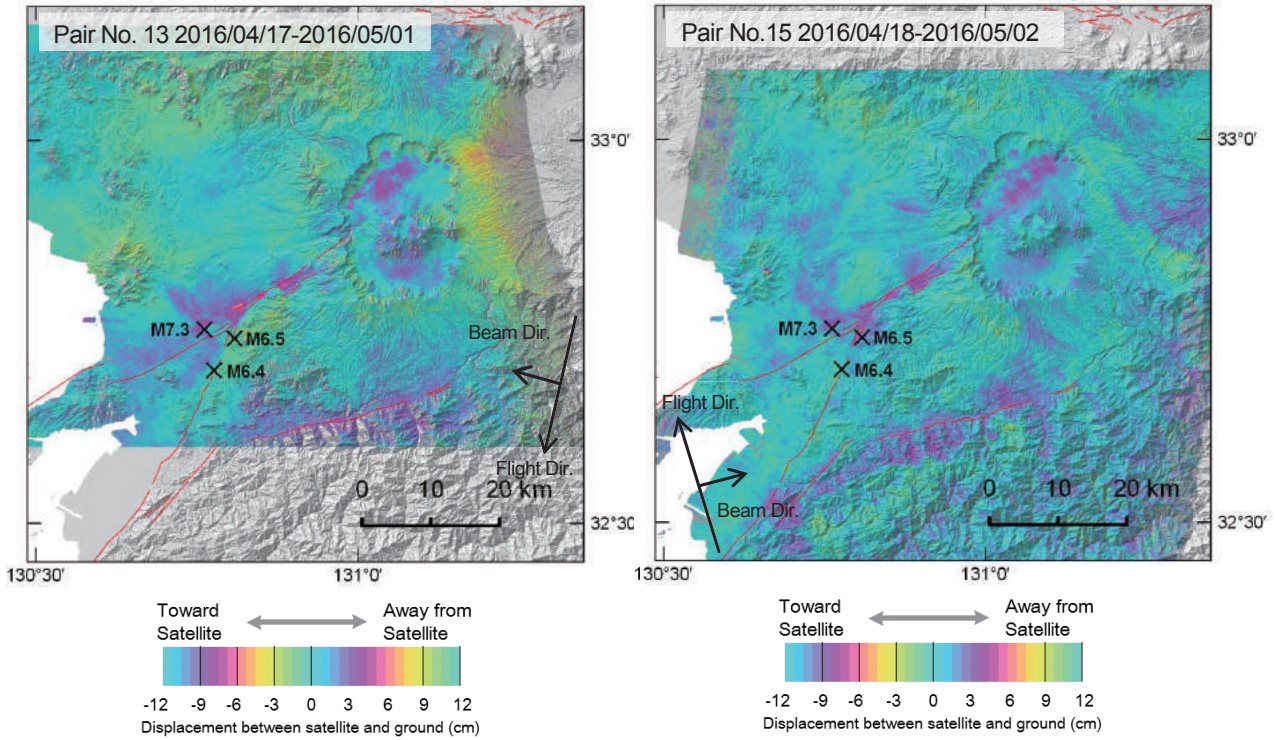 Pair No. 13 2016/04/17-2016/05/01
33°0'
M7.3
M6.5
M6.4
Beam Dir.
Flight Dir.
0 10 20 km
32°30'
130°30'
131°0'
Toward
Satellite
Away from
Satellite
-12 -9 -6 -3 0 3 6 9 12
Displacement between satellite and ground (cm)
Pair No.15 2016/04/18-2016/05/02
33°0'
M7.3
M6.5
M6.4
Flight Dir.
Beam Dir.
0 10 20 km
32°30'
130°30'
131°0'
Toward
Satellite
Away from
Satellite
-12 -9 -6 -3 0 3 6 9 12
Displacement between satellite and ground (cm)